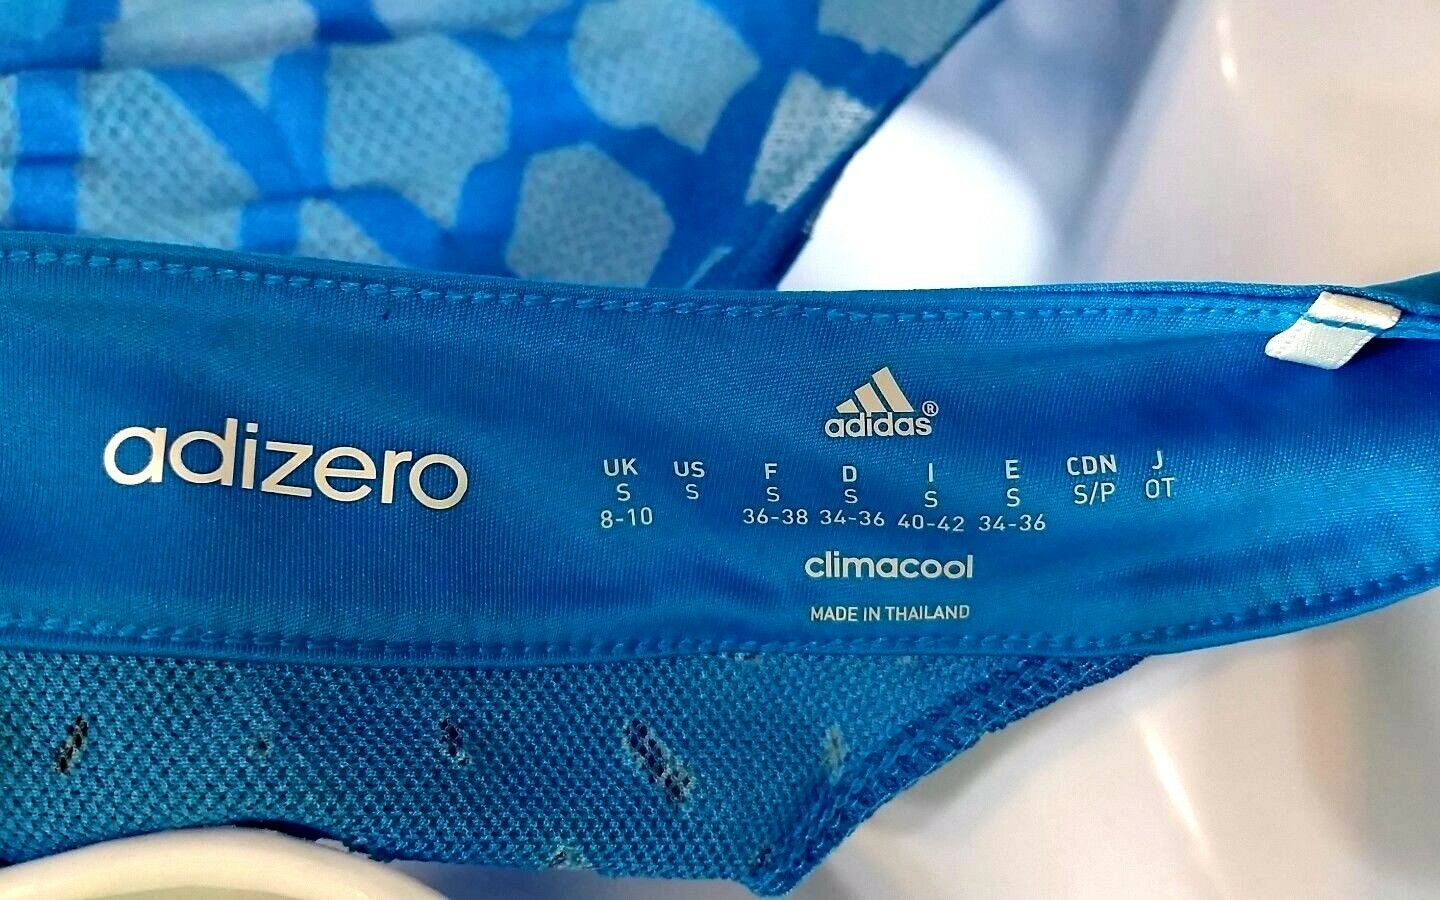 adizero
adidas®
UK US F D I E CDN J
S S S S S S S/P OT
8-10 36-38 34-36 40-42 34-36
climacool
MADE IN THAILAND